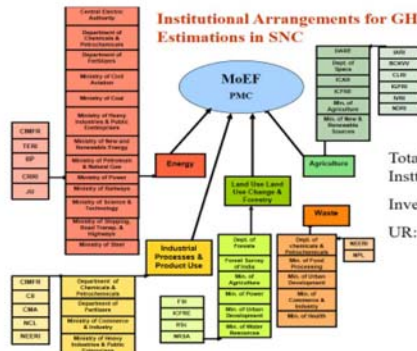 Institutional Arrangements for GH
Estimations in SNC
Central Electric
Authority
Department of
Chemicals &
Petrochemicals
Department of
Fertilizers
Ministry of Civil
Aviation
Ministry of Coal
Ministry of Heavy
Industries & Public
Enterprises
Ministry of New and
Renewable Energy
Ministry of Petroleum
& Natural Gas
Ministry of Power
Ministry of Railways
Ministry of Science &
Technology
Ministry of Shipping,
Road Transp. &
Highways
Ministry of Steel
CIMFR
TERI
IIP
CRRI
JU
MoEF
PMC
DARE
Dept. of
Space
ICAR
ICFRE
Min. of
Agriculture
Min. of New &
Renewable
Sources
IARI
CLRI
IGFRI
NDRI
Energy
Agriculture
Land Use Land
Use Change &
Forestry
Waste
Industrial
Processes &
Product Use
Tota
Instt
Inve
UR:
CIMFR
CII
CMA
NCL
NEERI
Department of
Chemicals &
Petrochemicals
Department of
Fertilizers
Ministry of Commerce
& Industry
Ministry of Heavy
Industries & Public
FSI
ICFRE
NRSA
Dept. of
Forests
Forest Survey
of India
Min. of
Agriculture
Min. of Power
Min. of Urban
Development
Min. of Water
Resources
Dept. of
chemicals &
Petrochemicals
Min. of Food
Processing
Min. of Urban
Development
Min. of
Commerce &
Industry
Min. of Health
NEERI
NPL